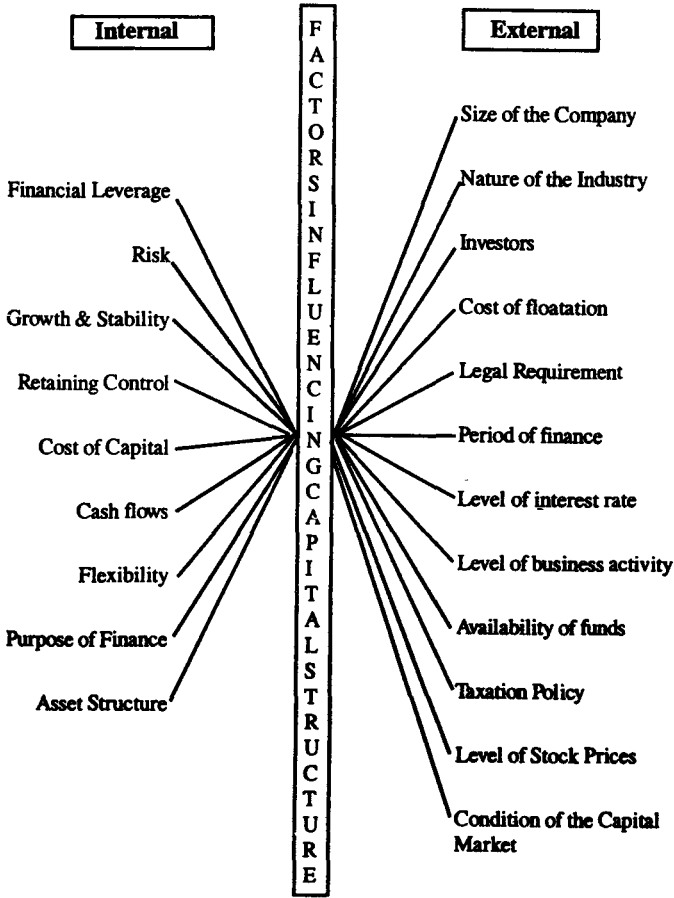 Internal
External
FACTORSINFLUENCINGCAPITALSTRUCTURE
Financial Leverage
Risk
Growth & Stability
Retaining Control
Cost of Capital
Cash flows
Flexibility
Purpose of Finance
Asset Structure
Size of the Company
Nature of the Industry
Investors
Cost of floatation
Legal Requirement
Period of finance
Level of interest rate
Level of business activity
Availability of funds
Taxation Policy
Level of Stock Prices
Condition of the Capital
Market